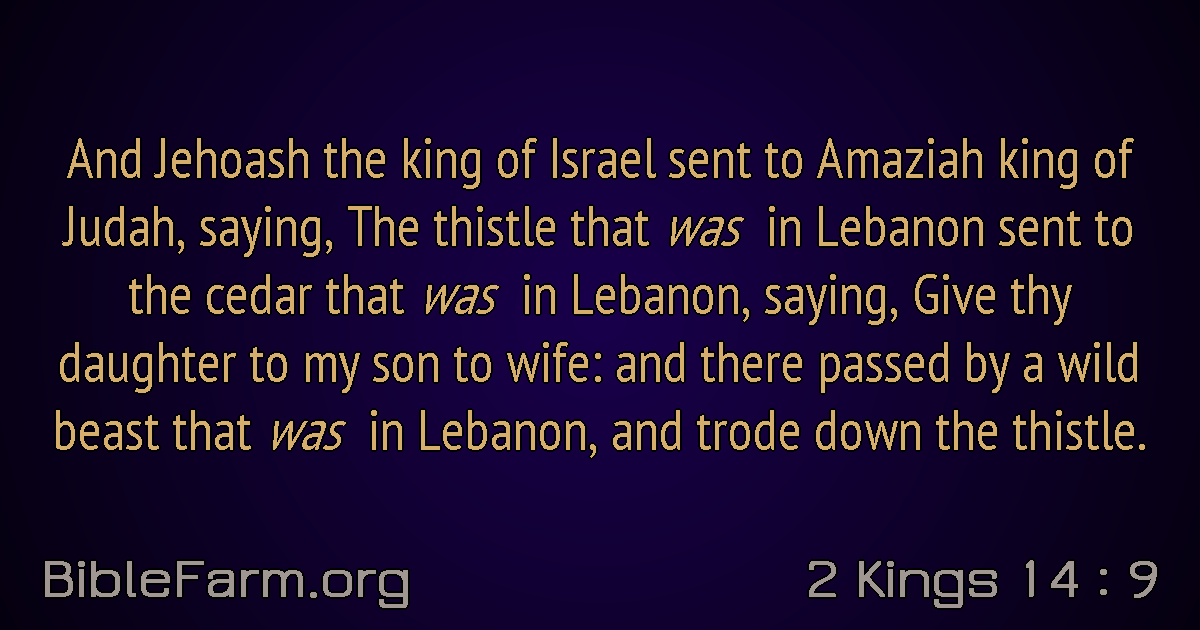 And Jehoash the king of Israel sent to Amaziah king of
Judah, saying, The thistle that was in Lebanon sent to
the cedar that was in Lebanon, saying, Give thy
daughter to my son to wife: and there passed by a wild
beast that was in Lebanon, and trode down the thistle.
BibleFarm.org
2 Kings 14 : 9